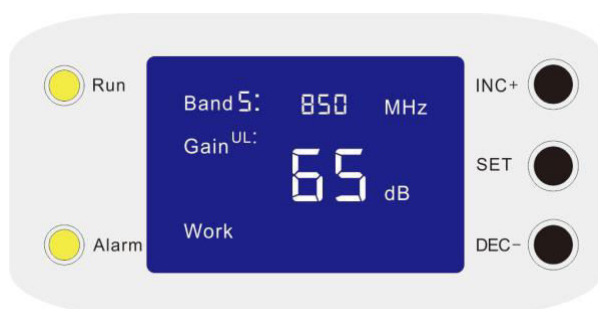 Run
Alarm
Band 5: 850 MHz
Gain UL:
65 dB
Work
INC+
SET
DEC-